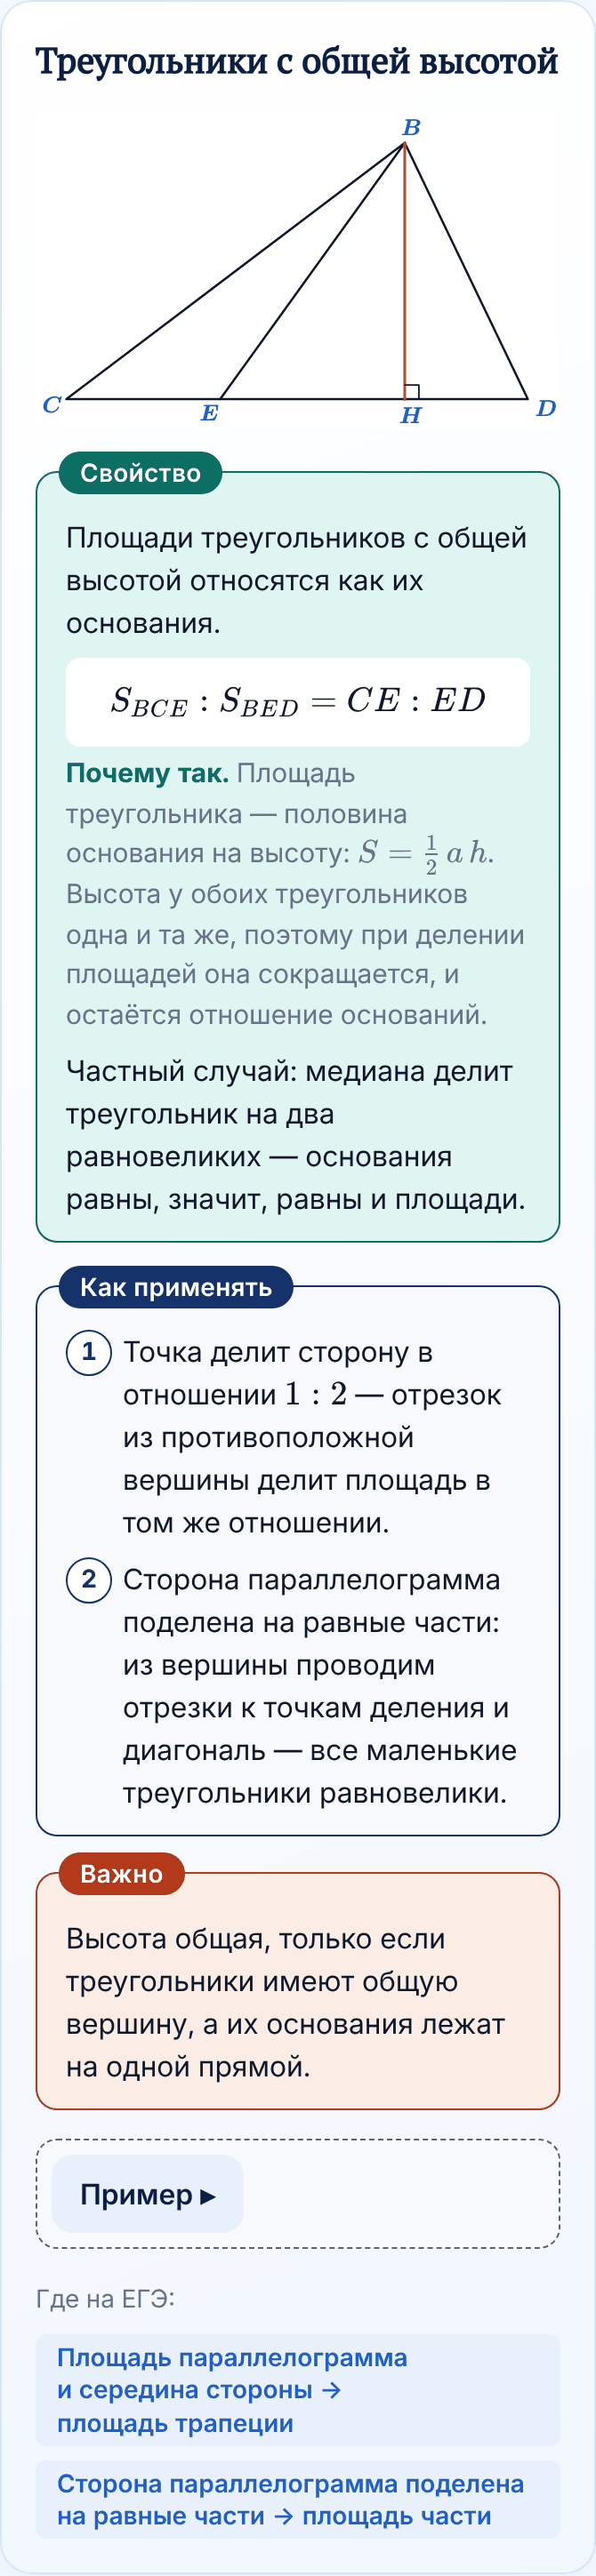 Треугольники с общей высотой
B
C
E
H
D
Свойство
Площади треугольников с общей
высотой относятся как их
основания.
S_{BCE} : S_{BED} = CE : ED
Почему так. Площадь
треугольника — половина
основания на высоту: S = \frac{1}{2} a h.
Высота у обоих треугольников
одна и та же, поэтому при делении
площадей она сокращается, и
остаётся отношение оснований.
Частный случай: медиана делит
треугольник на два
равновеликих — основания
равны, значит, равны и площади.
Как применять
1 Точка делит сторону в
отношении 1 : 2 — отрезок
из противоположной
вершины делит площадь в
том же отношении.
2 Сторона параллелограмма
поделена на равные части:
из вершины проводим
отрезки к точкам деления и
диагональ — все маленькие
треугольники равновелики.
Важно
Высота общая, только если
треугольники имеют общую
вершину, а их основания лежат
на одной прямой.
Пример ▸
Где на ЕГЭ:
Площадь параллелограмма
и середина стороны →
площадь трапеции
Сторона параллелограмма поделена
на равные части → площадь части